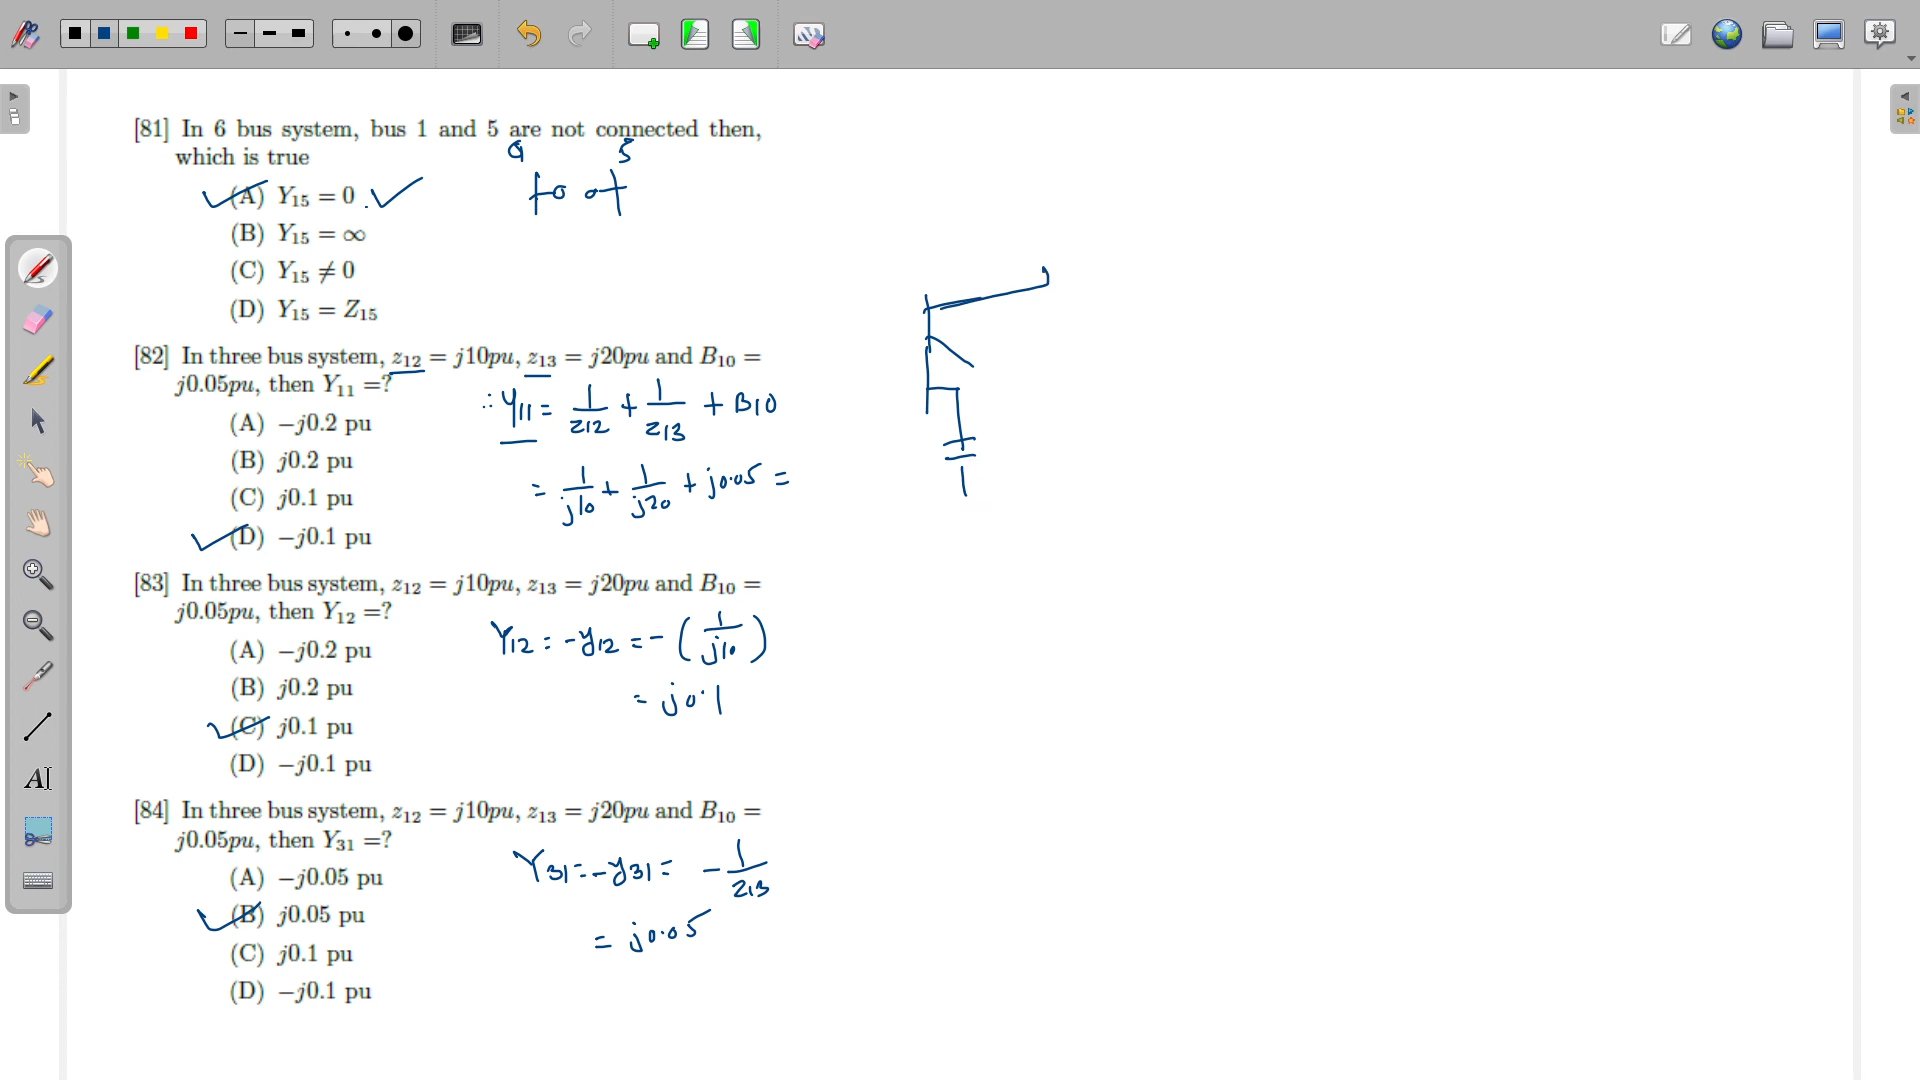 [81] In 6 bus system, bus 1 and 5 are not connected then,
which is true
5
(A) Y15 = 0
(B) Y15 = ∞
(C) Y15 ≠ 0
(D) Y15 = Z15
[82] In three bus system, z12 = j10pu, z13 = j20pu and B10 =
j0.05pu, then Y11 =?
∴ Y11 = 1/z12 + 1/z13 + B10
(A) −j0.2 pu
(B) j0.2 pu
= 1/j10 + 1/j20 + j0.05 =
(C) j0.1 pu
(D) −j0.1 pu
[83] In three bus system, z12 = j10pu, z13 = j20pu and B10 =
j0.05pu, then Y12 =?
Y12 = -y12 = - (1/j10)
(A) −j0.2 pu
(B) j0.2 pu
= j0.1
(C) j0.1 pu
(D) −j0.1 pu
[84] In three bus system, z12 = j10pu, z13 = j20pu and B10 =
j0.05pu, then Y31 =?
Y31 = -y31 = - 1/z13
(A) −j0.05 pu
(B) j0.05 pu
= j0.05
(C) j0.1 pu
(D) −j0.1 pu
AI